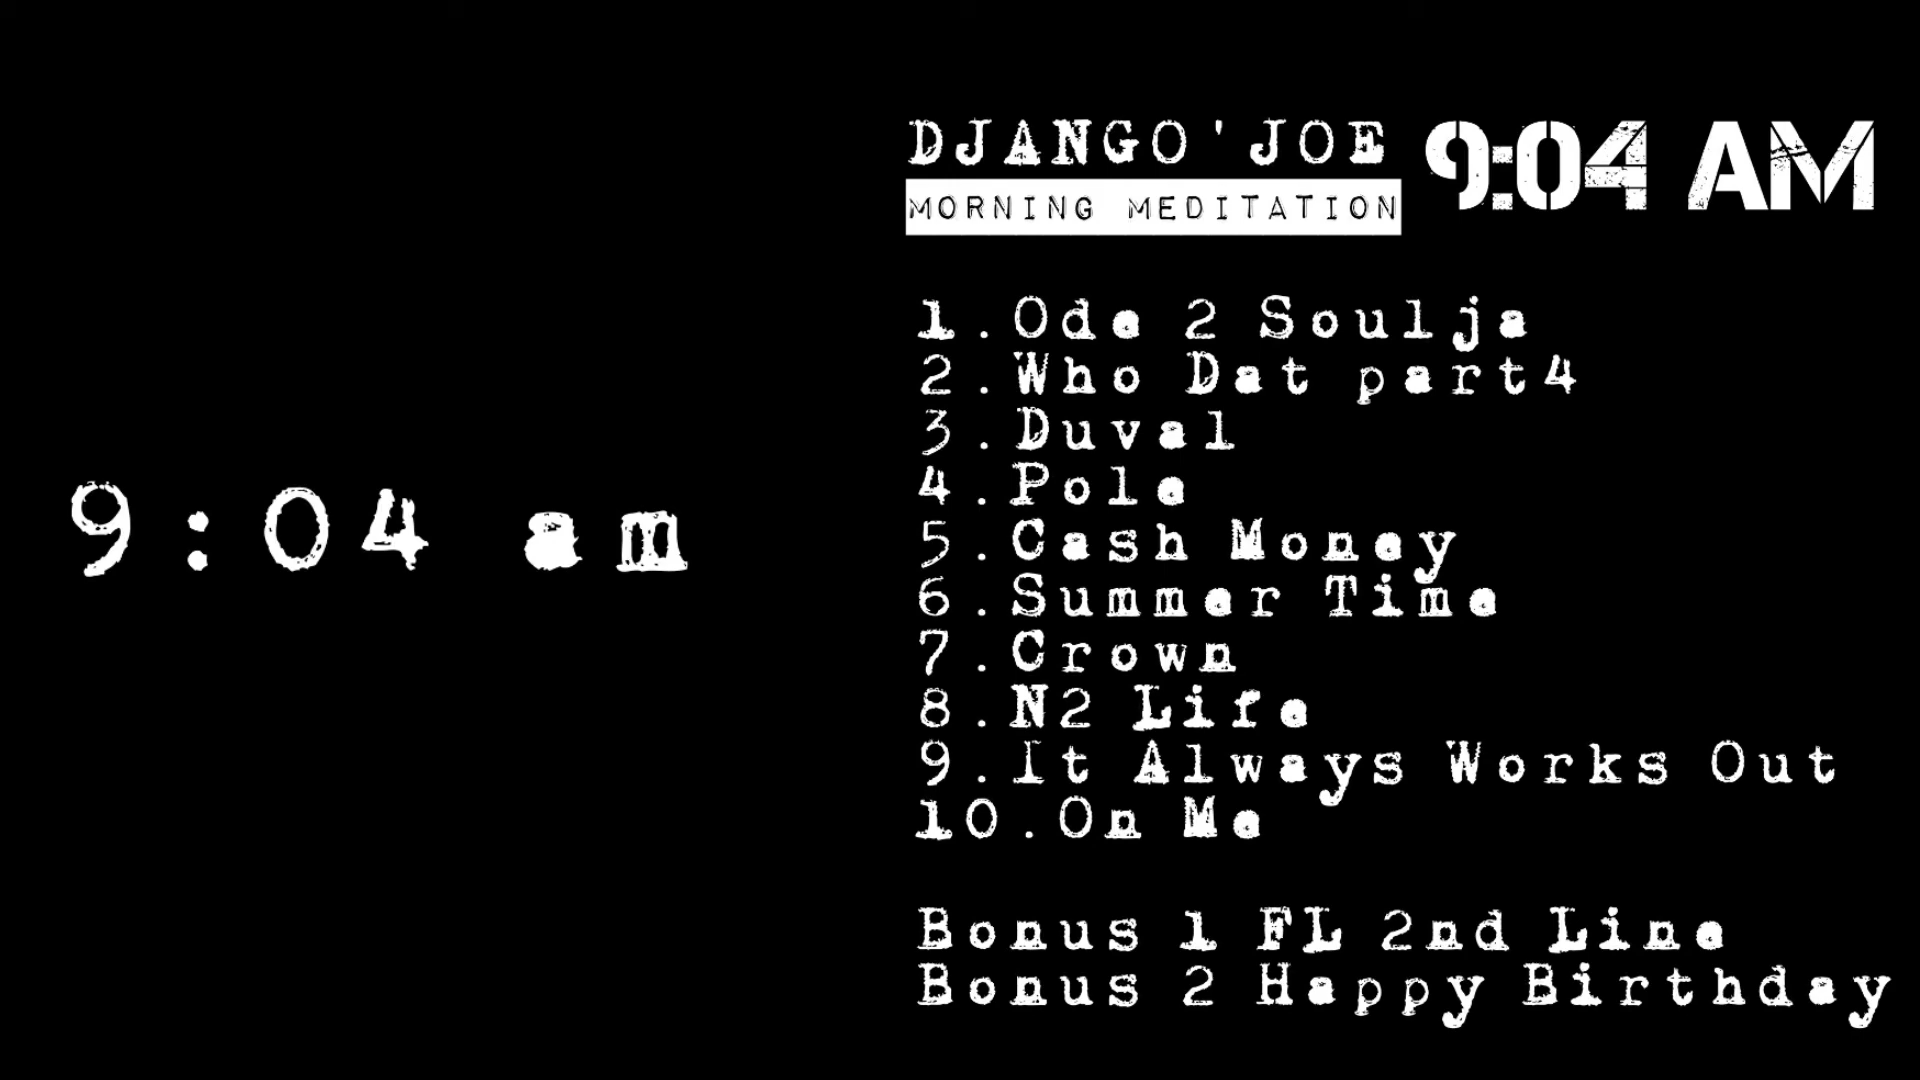 9:04 am
DJANGO'JOE
MORNING MEDITATION
9:04 AM
1.Ode 2 Soulja
2.Who Dat part4
3.Duval
4.Pole
5.Cash Money
6.Summer Time
7.Crown
8.N2 Life
9.It Always Works Out
10.On Me
Bonus 1 FL 2nd Line
Bonus 2 Happy Birthday